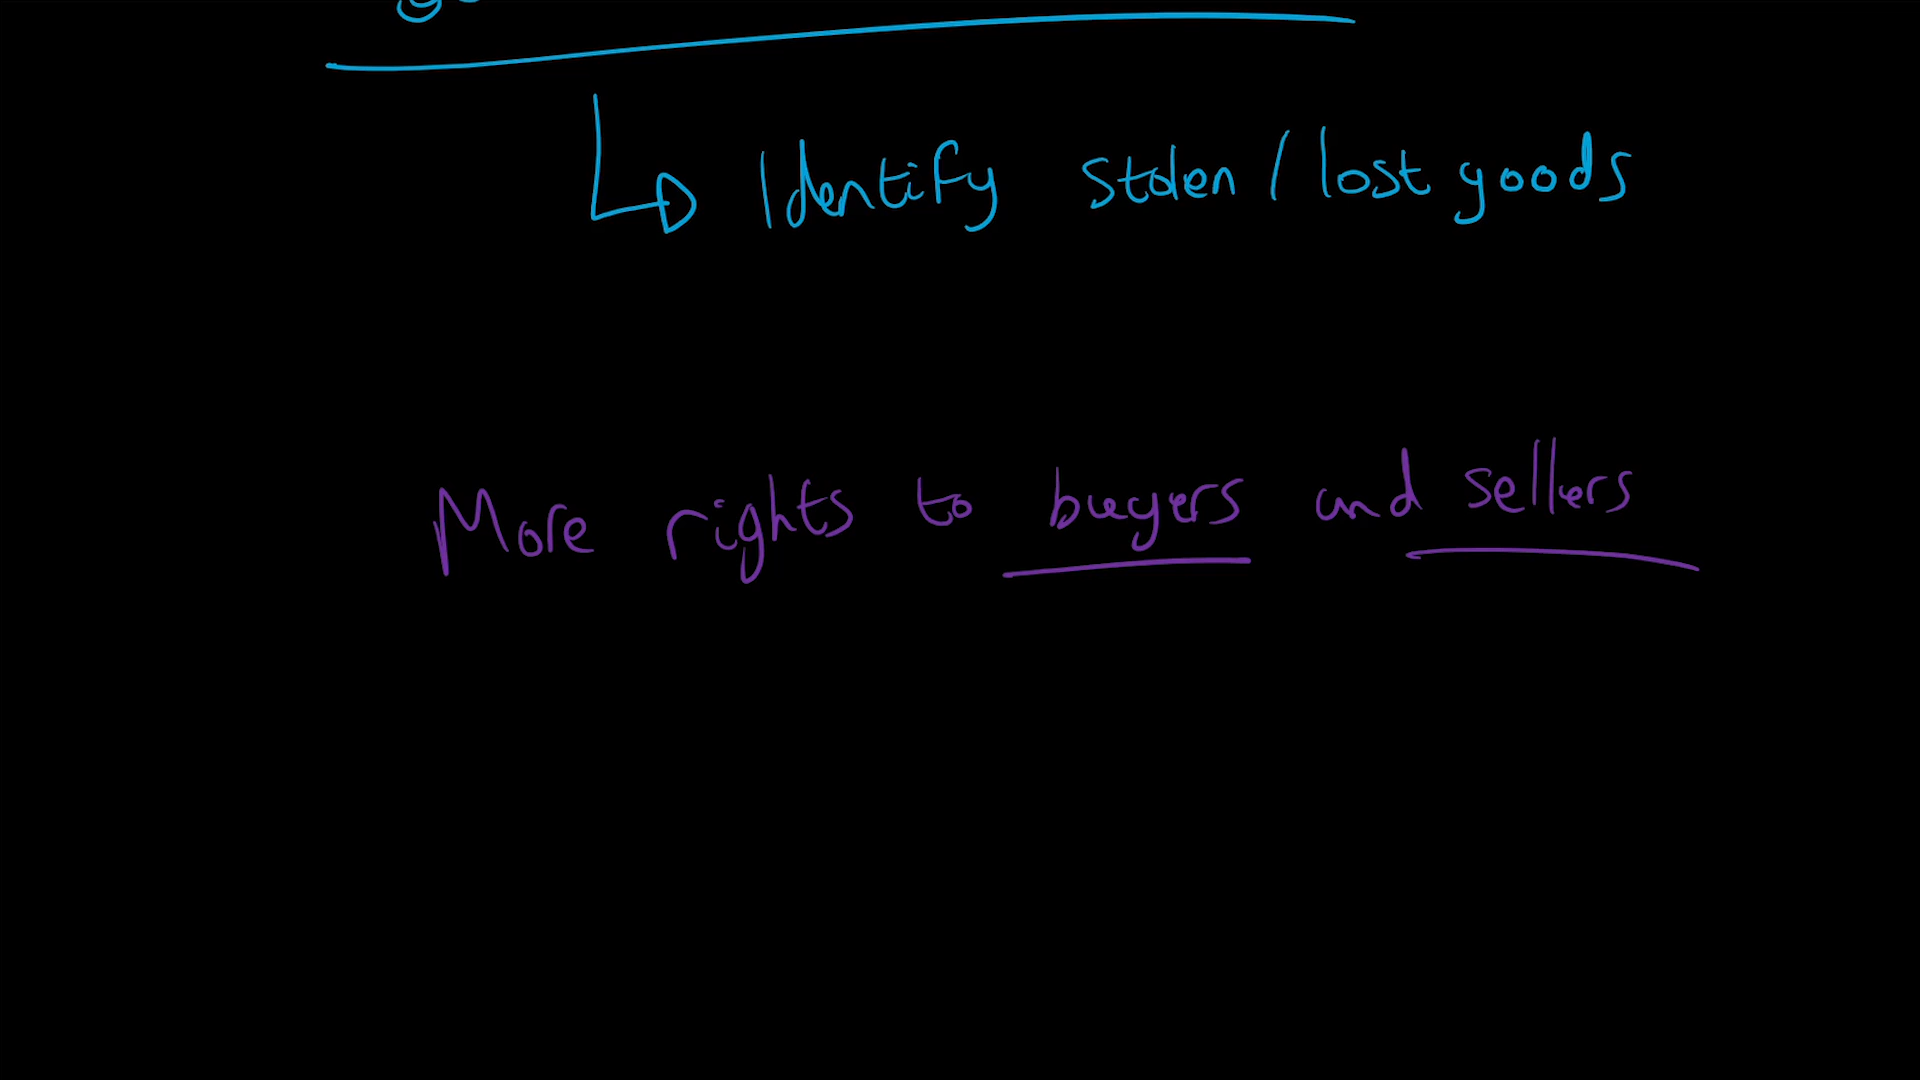 Identify stolen / lost goods
More rights to buyers and sellers